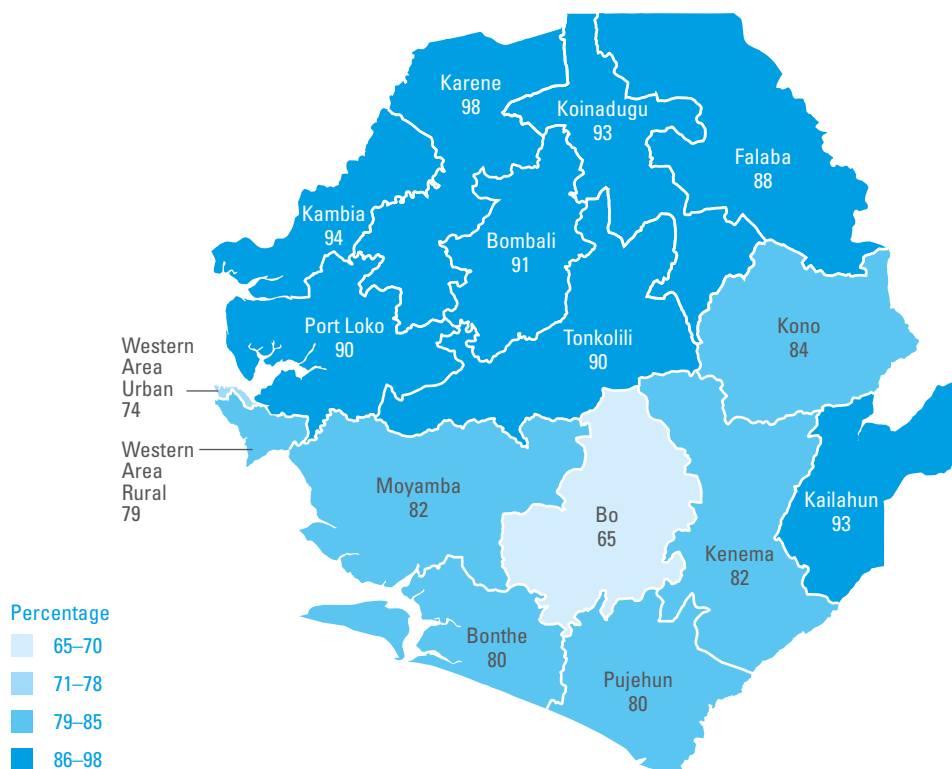 Karene
98
Koinadugu
93
Falaba
88
Kambia
94
Bombali
91
Port Loko
90
Tonkolili
90
Kono
84
Western
Area
Urban
74
Western
Area
Rural
79
Moyamba
82
Bo
65
Kenema
82
Kailahun
93
Bonthe
80
Pujehun
80
Percentage
65–70
71–78
79–85
86–98